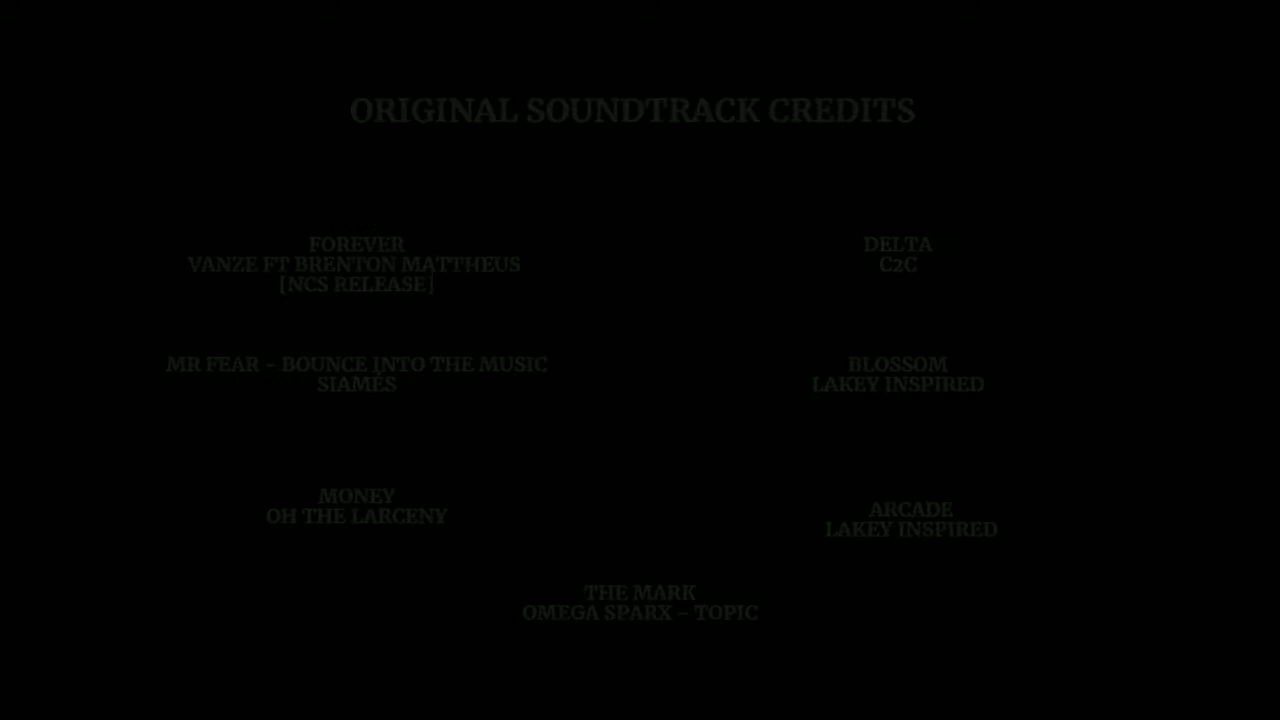 ORIGINAL SOUNDTRACK CREDITS
FOREVER
VANZE FT BRENTON MATTHEUS
[NCS RELEASE]
DELTA
C2C
MR FEAR - BOUNCE INTO THE MUSIC
SIAMÉS
BLOSSOM
LAKEY INSPIRED
MONEY
OH THE LARCENY
ARCADE
LAKEY INSPIRED
THE MARK
OMEGA SPARX - TOPIC